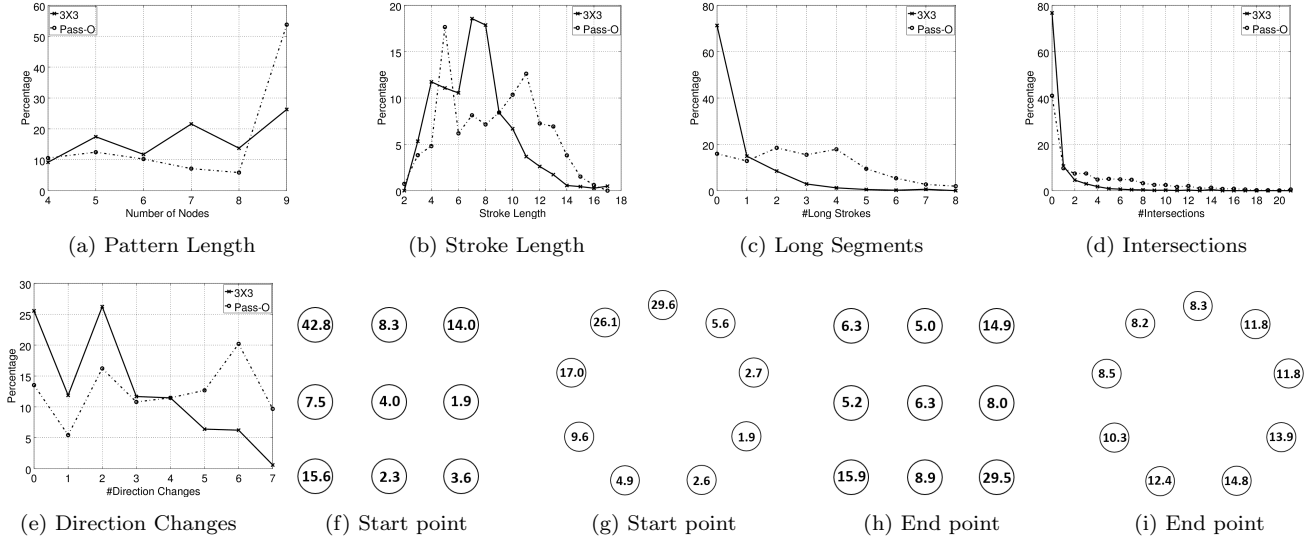 60
50
40
30
20
10
0
Percentage
3X3
Pass-O
4 5 6 7 8 9
Number of Nodes
(a) Pattern Length
20
15
10
5
0
Percentage
3X3
Pass-O
2 4 6 8 10 12 14 16 18
Stroke Length
(b) Stroke Length
80
60
40
20
0
Percentage
3X3
Pass-O
0 1 2 3 4 5 6 7 8
#Long Strokes
(c) Long Segments
80
60
40
20
0
Percentage
3X3
Pass-O
0 2 4 6 8 10 12 14 16 18 20
#Intersections
(d) Intersections
30
25
20
15
10
5
0
Percentage
3X3
Pass-O
0 1 2 3 4 5 6 7
#Direction Changes
(e) Direction Changes
42.8 8.3 14.0
7.5 4.0 1.9
15.6 2.3 3.6
(f) Start point
29.6
26.1 5.6
17.0 2.7
9.6 1.9
4.9 2.6
(g) Start point
6.3 5.0 14.9
5.2 6.3 8.0
15.9 8.9 29.5
(h) End point
8.3
8.2 11.8
8.5 11.8
10.3 13.9
12.4 14.8
(i) End point